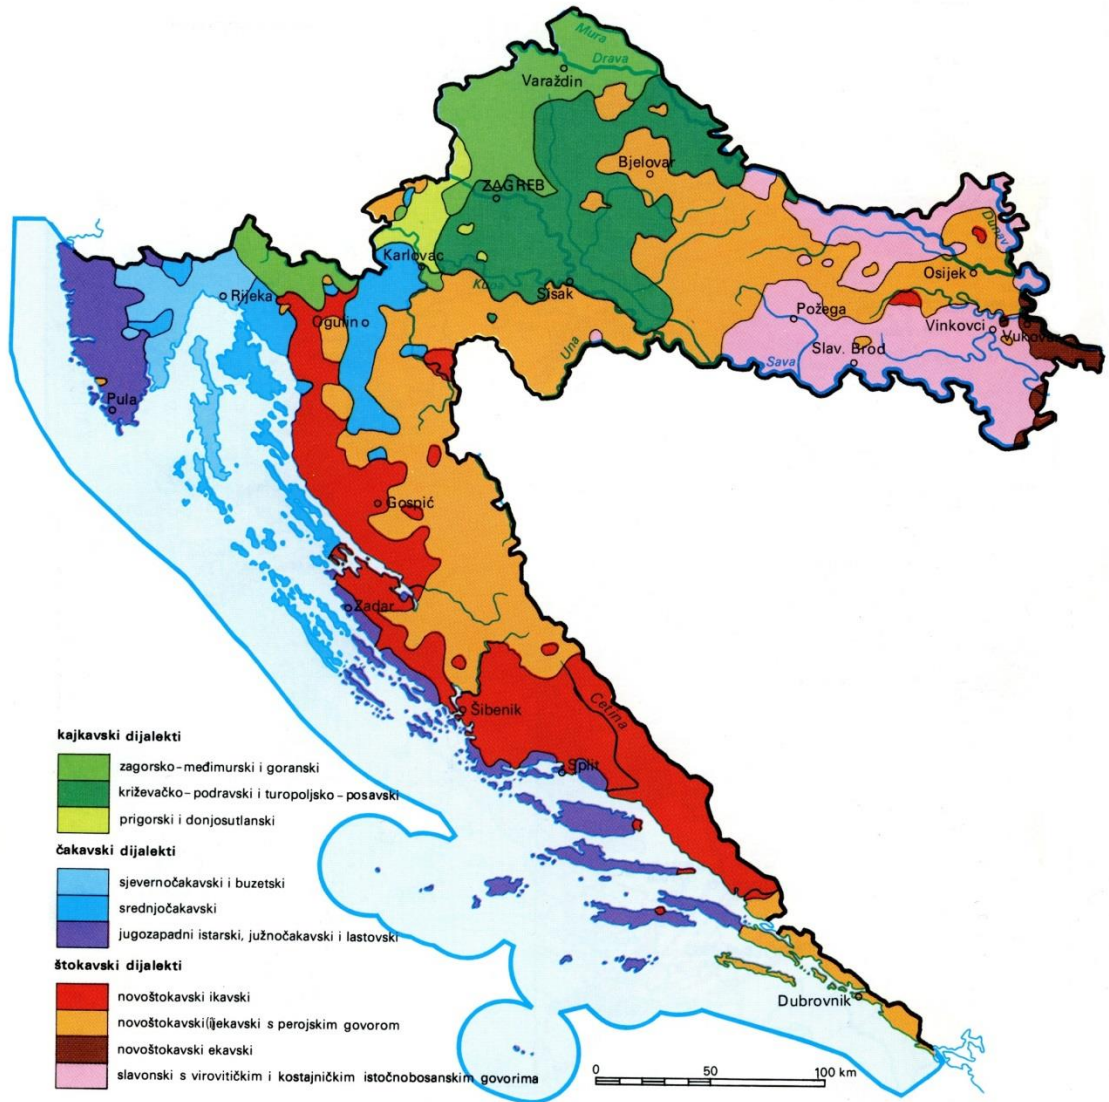 Mura
Drava
Varaždin
Bjelovar
ZAGREB
Dunav
Karlovac
Osijek
Kupa
Sisak
Rijeka
Požega
Ogulin
Vinkovci
Vukovar
Una
Slav. Brod
Sava
Pula
Gospić
Zadar
Cetina
Šibenik
Split
Dubrovnik
kajkavski dijalekti
zagorsko-međimurski i goranski
križevačko-podravski i turopoljsko-posavski
prigorski i donjosutlanski
čakavski dijalekti
sjevernočakavski i buzetski
srednjočakavski
jugozapadni istarski, južnočakavski i lastovski
štokavski dijalekti
novoštokavski ikavski
novoštokavski(i)jekavski s perojskim govorom
novoštokavski ekavski
slavonski s virovitičkim i kostajničkim istočnobosanskim govorima
0 50 100 km